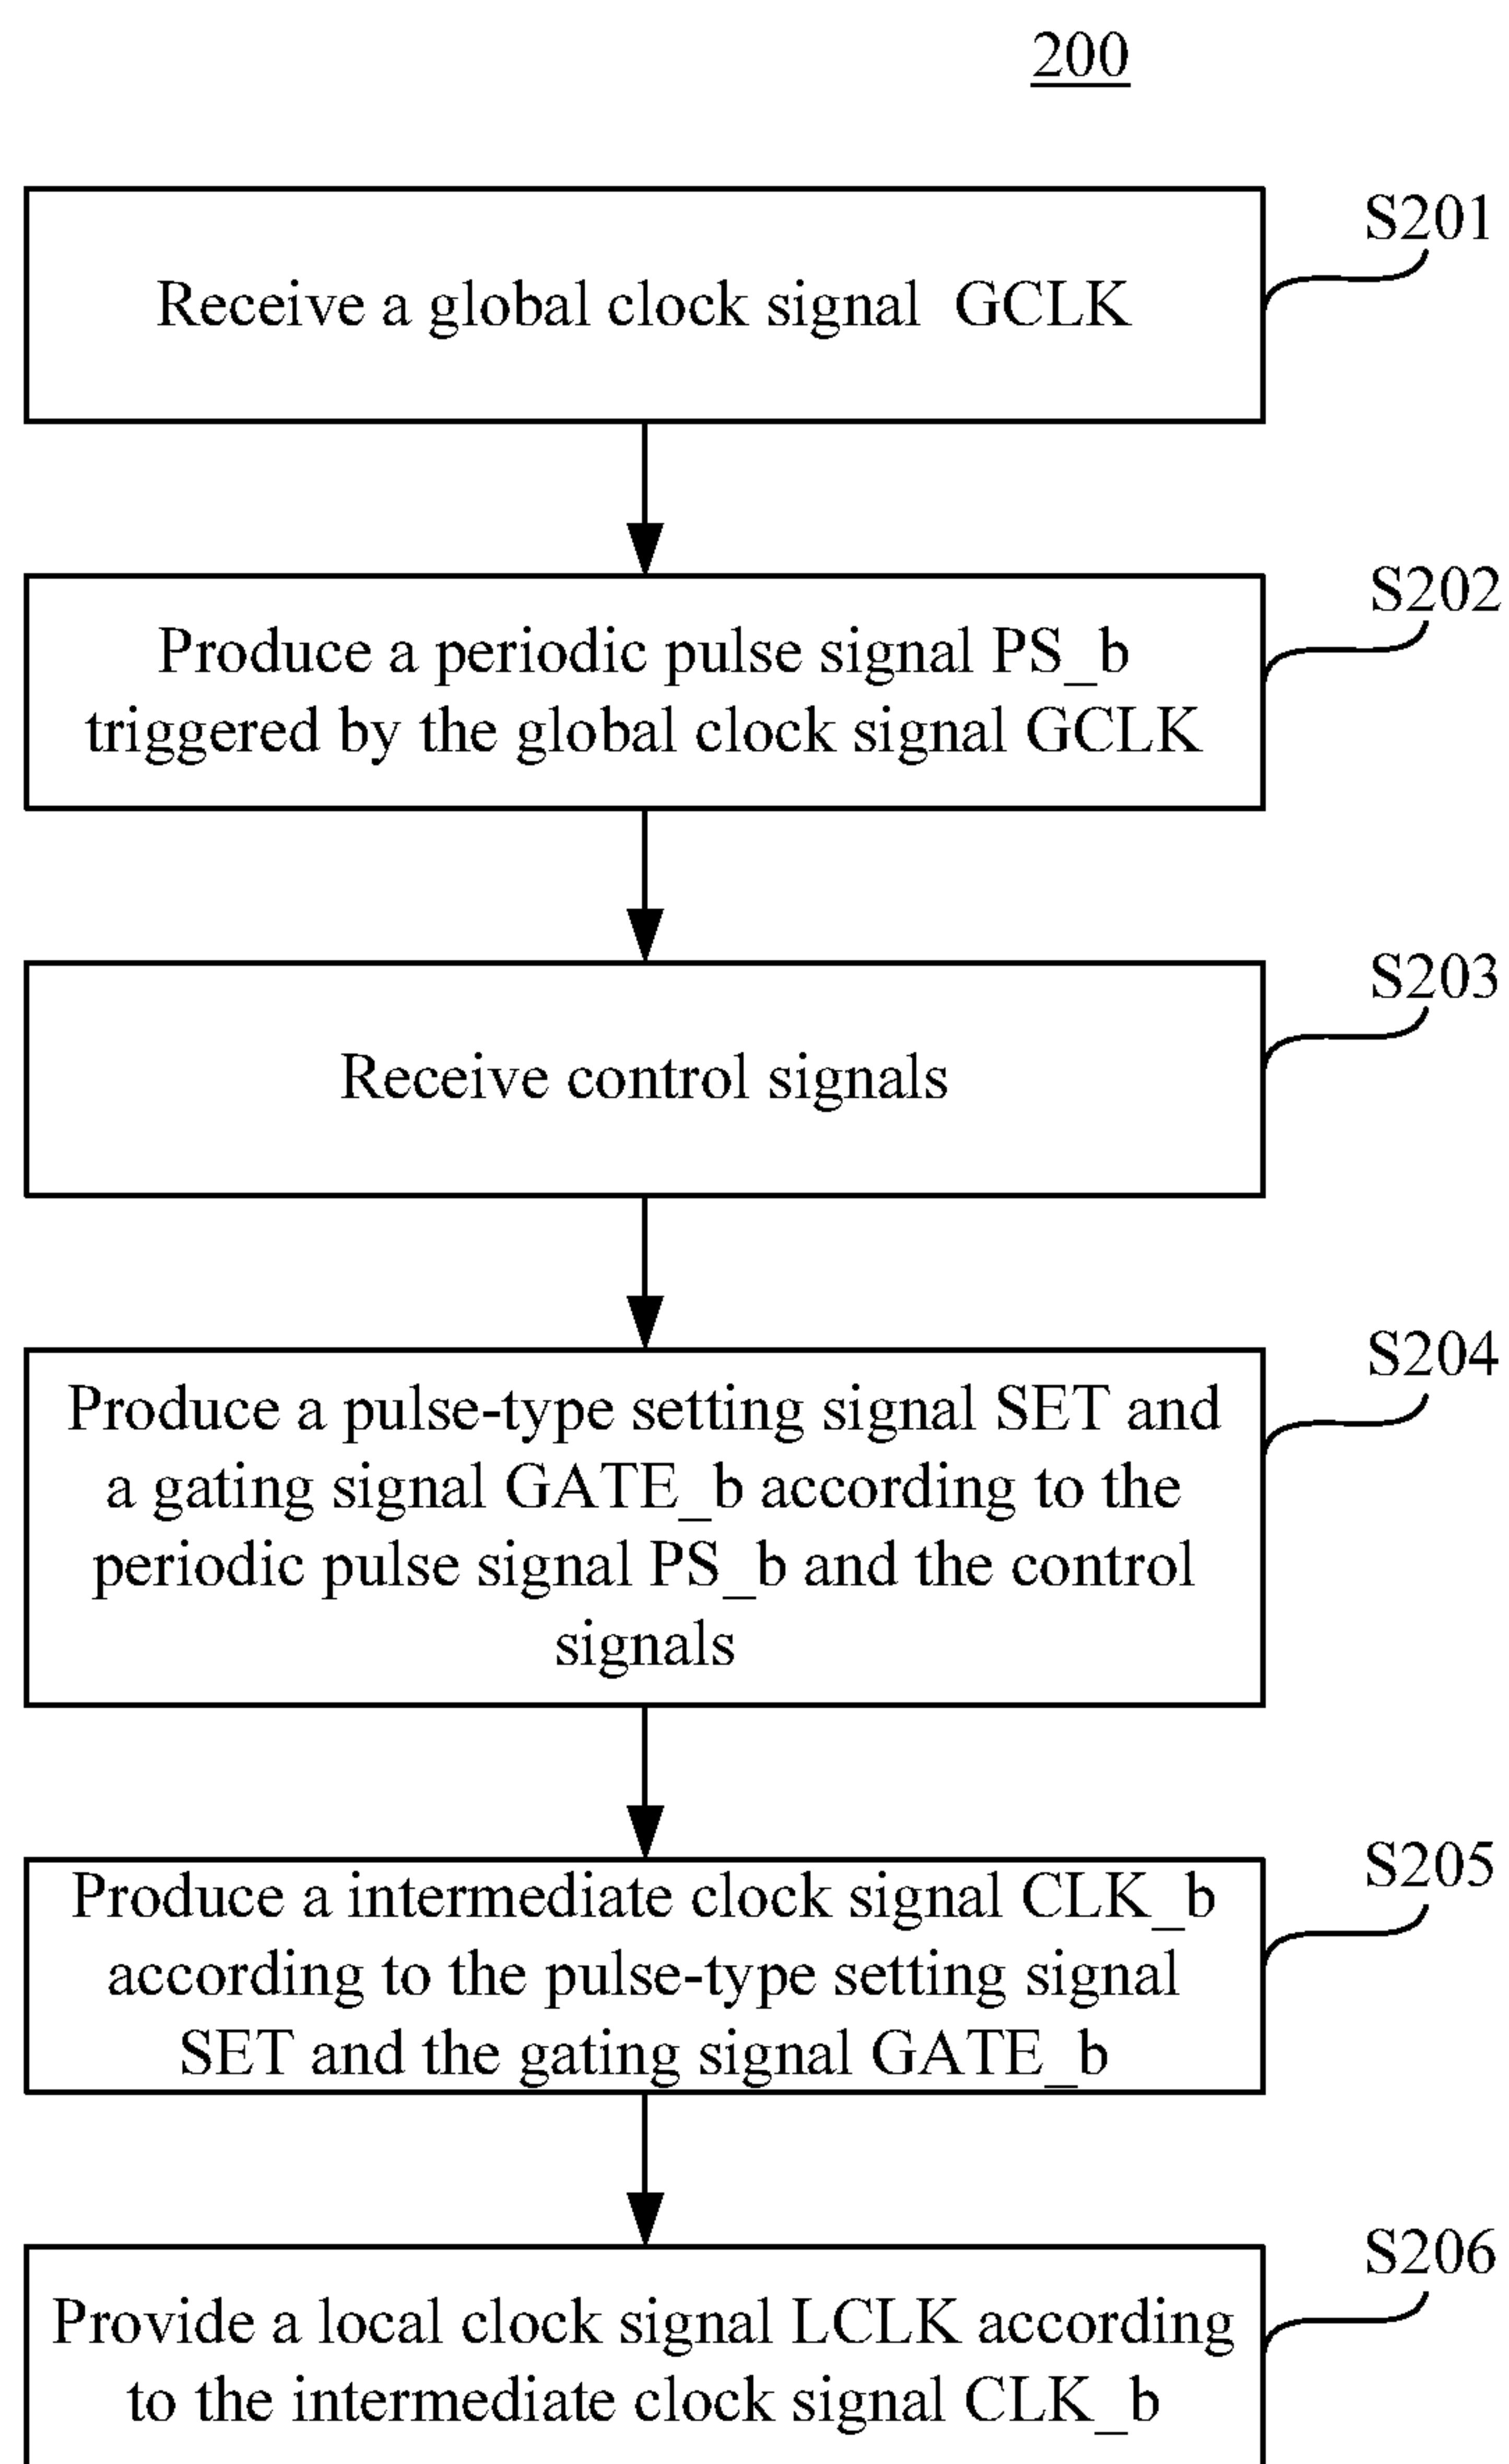 200
S201
Receive a global clock signal GCLK
S202
Produce a periodic pulse signal PS_b
triggered by the global clock signal GCLK
S203
Receive control signals
S204
Produce a pulse-type setting signal SET and
a gating signal GATE_b according to the
periodic pulse signal PS_b and the control
signals
S205
Produce a intermediate clock signal CLK_b
according to the pulse-type setting signal
SET and the gating signal GATE_b
S206
Provide a local clock signal LCLK according
to the intermediate clock signal CLK_b